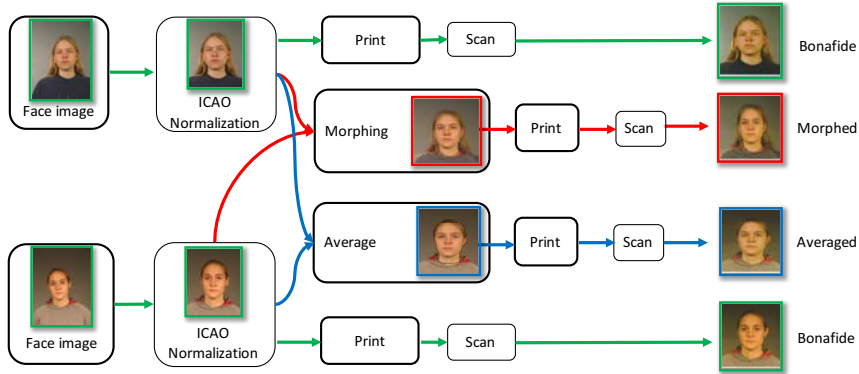 Face image
ICAO
Normalization
Print
Scan
Bonafide
Morphing
Print
Scan
Morphed
Average
Print
Scan
Averaged
Face image
ICAO
Normalization
Print
Scan
Bonafide